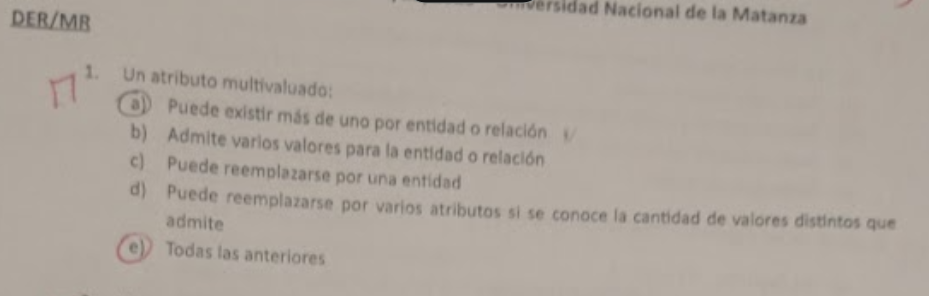 Universidad Nacional de la Matanza
DER/MR
1. Un atributo multivaluado:
a) Puede existir más de uno por entidad o relación
b) Admite varios valores para la entidad o relación
c) Puede reemplazarse por una entidad
d) Puede reemplazarse por varios atributos si se conoce la cantidad de valores distintos que
admite
e) Todas las anteriores